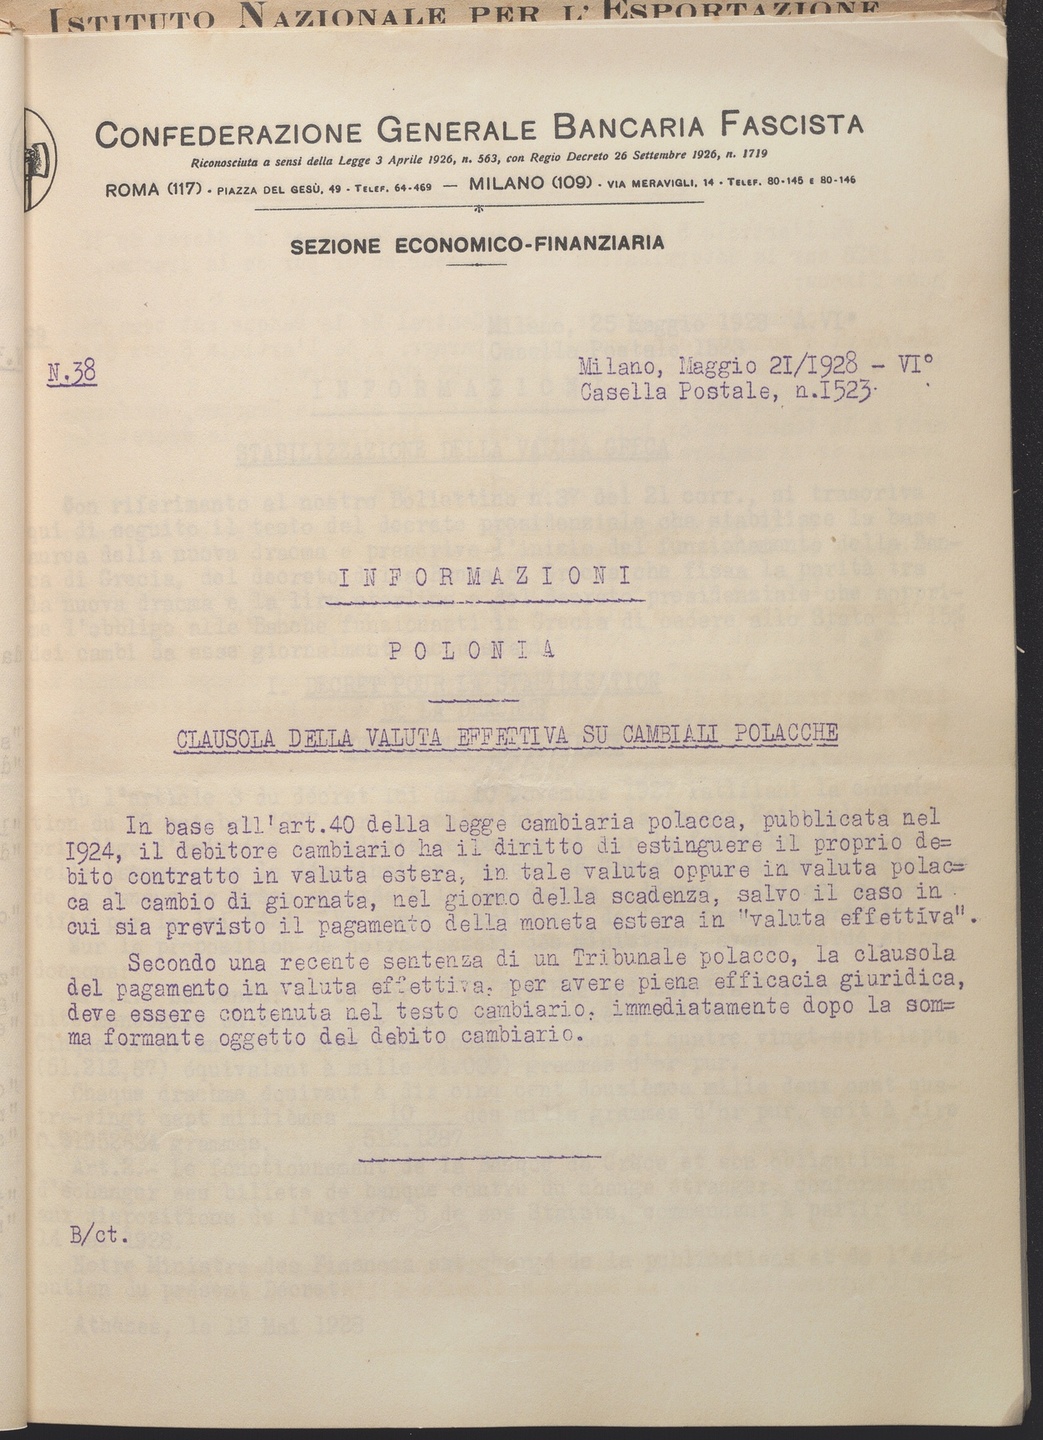 ISTITUTO NAZIONALE PER L'ESPORTAZIONE
CONFEDERAZIONE GENERALE BANCARIA FASCISTA
Riconosciuta a sensi della Legge 3 Aprile 1926, n. 563, con Regio Decreto 26 Settembre 1926, n. 1719
ROMA (117) - PIAZZA DEL GESÙ, 49 - TELEF. 64-469 — MILANO (109) - VIA MERAVIGLI, 14 - TELEF. 80-145 E 80-146
SEZIONE ECONOMICO-FINANZIARIA
N.38
Milano, Maggio 2I/I928 - VI°
Casella Postale, n.I523.
I N F O R M A Z I O N I
P O L O N I A
CLAUSOLA DELLA VALUTA EFFETTIVA SU CAMBIALI POLACCHE
In base all'art.40 della legge cambiaria polacca, pubblicata nel
I924, il debitore cambiario ha il diritto di estinguere il proprio de=
bito contratto in valuta estera, in tale valuta oppure in valuta polac=
ca al cambio di giornata, nel giorno della scadenza, salvo il caso in
cui sia previsto il pagamento della moneta estera in "valuta effettiva".
Secondo una recente sentenza di un Tribunale polacco, la clausola
del pagamento in valuta effettiva, per avere piena efficacia giuridica,
deve essere contenuta nel testo cambiario, immediatamente dopo la som=
ma formante oggetto del debito cambiario.
B/ct.